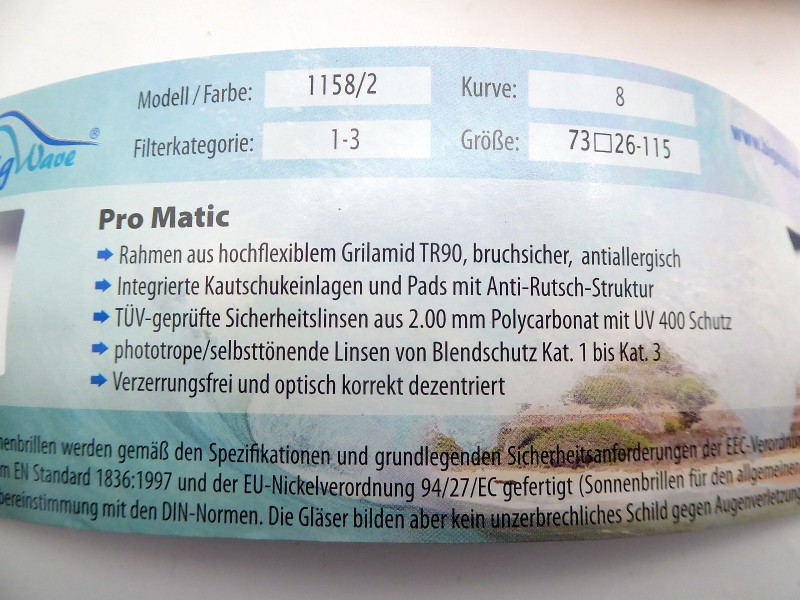 Modell / Farbe: 1158/2 Kurve: 8
Wave ®
Filterkategorie: 1-3 Größe: 73□26-115
Pro Matic
➡ Rahmen aus hochflexiblem Grilamid TR90, bruchsicher, antiallergisch
➡ Integrierte Kautschukeinlagen und Pads mit Anti-Rutsch-Struktur
➡ TÜV-geprüfte Sicherheitslinsen aus 2.00 mm Polycarbonat mit UV 400 Schutz
➡ phototrope/selbsttönende Linsen von Blendschutz Kat. 1 bis Kat. 3
➡ Verzerrungsfrei und optisch korrekt dezentriert
nenbrillen werden gemäß den Spezifikationen und grundlegenden Sicherheitsanforderungen der EEC-Verordnu
m EN Standard 1836:1997 und der EU-Nickelverordnung 94/27/EC gefertigt (Sonnenbrillen für den allgemeinen
bereinstimmung mit den DIN-Normen. Die Gläser bilden aber kein unzerbrechliches Schild gegen Augenverletzung